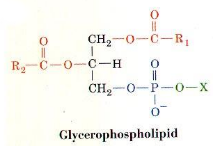 O
CH2—O—C—R1
O
R2—C—O—C—H
O
CH2—O—P—O—X
O−
Glycerophospholipid